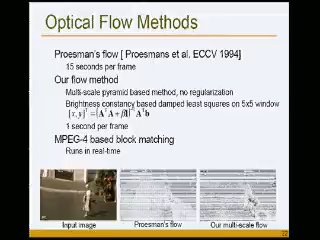 Optical Flow Methods
Proesman's flow [ Proesmans et al, ECCV 1994]
15 seconds per frame
Our flow method
Multi-scale pyramid based method, no regularization
Brightness constancy based damped least squares on 5x5 window
1 second per frame
MPEG-4 based block matching
Runs in real-time
Input image Proesman's flow Our multi-scale flow